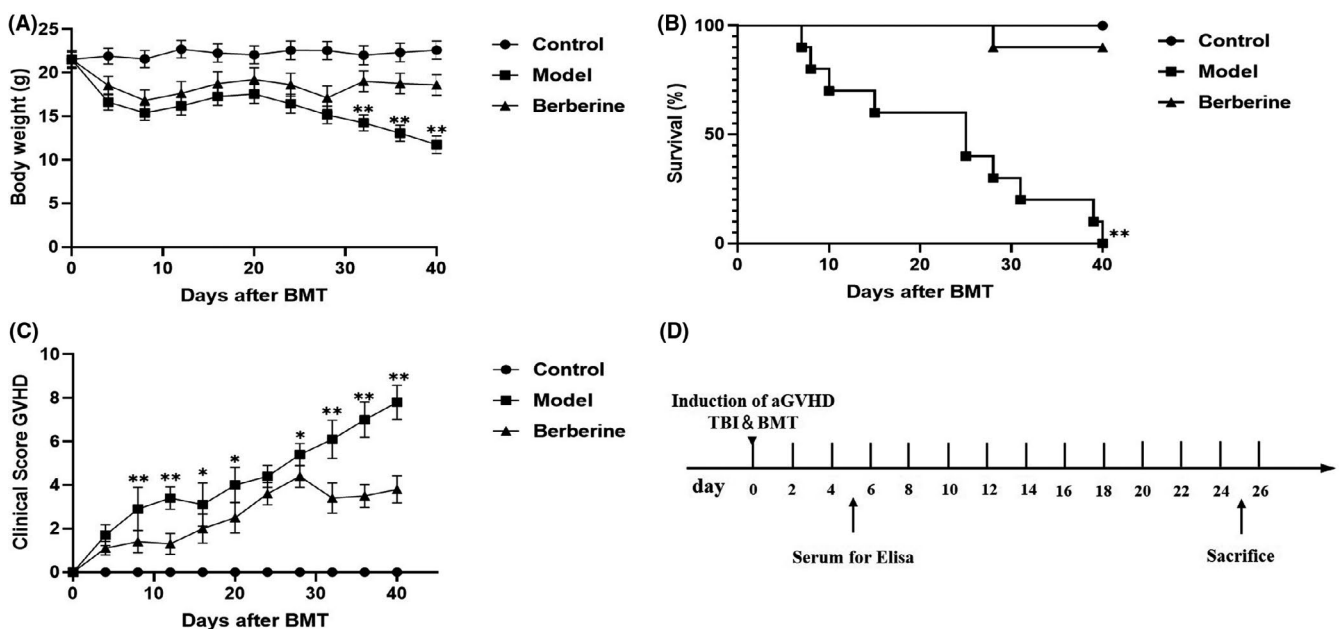 (A)
25
20
15
10
5
0
Body weight (g)
0 10 20 30 40
Days after BMT
** ** **
Control
Model
Berberine
(B)
100
50
0
Survival (%)
0 10 20 30 40
Days after BMT
**
Control
Model
Berberine
(C)
10
8
6
4
2
0
Clinical Score GVHD
0 10 20 30 40
Days after BMT
** ** * * * ** ** **
Control
Model
Berberine
(D)
Induction of aGVHD
TBI & BMT
day 0 2 4 6 8 10 12 14 16 18 20 22 24 26
Serum for Elisa
Sacrifice